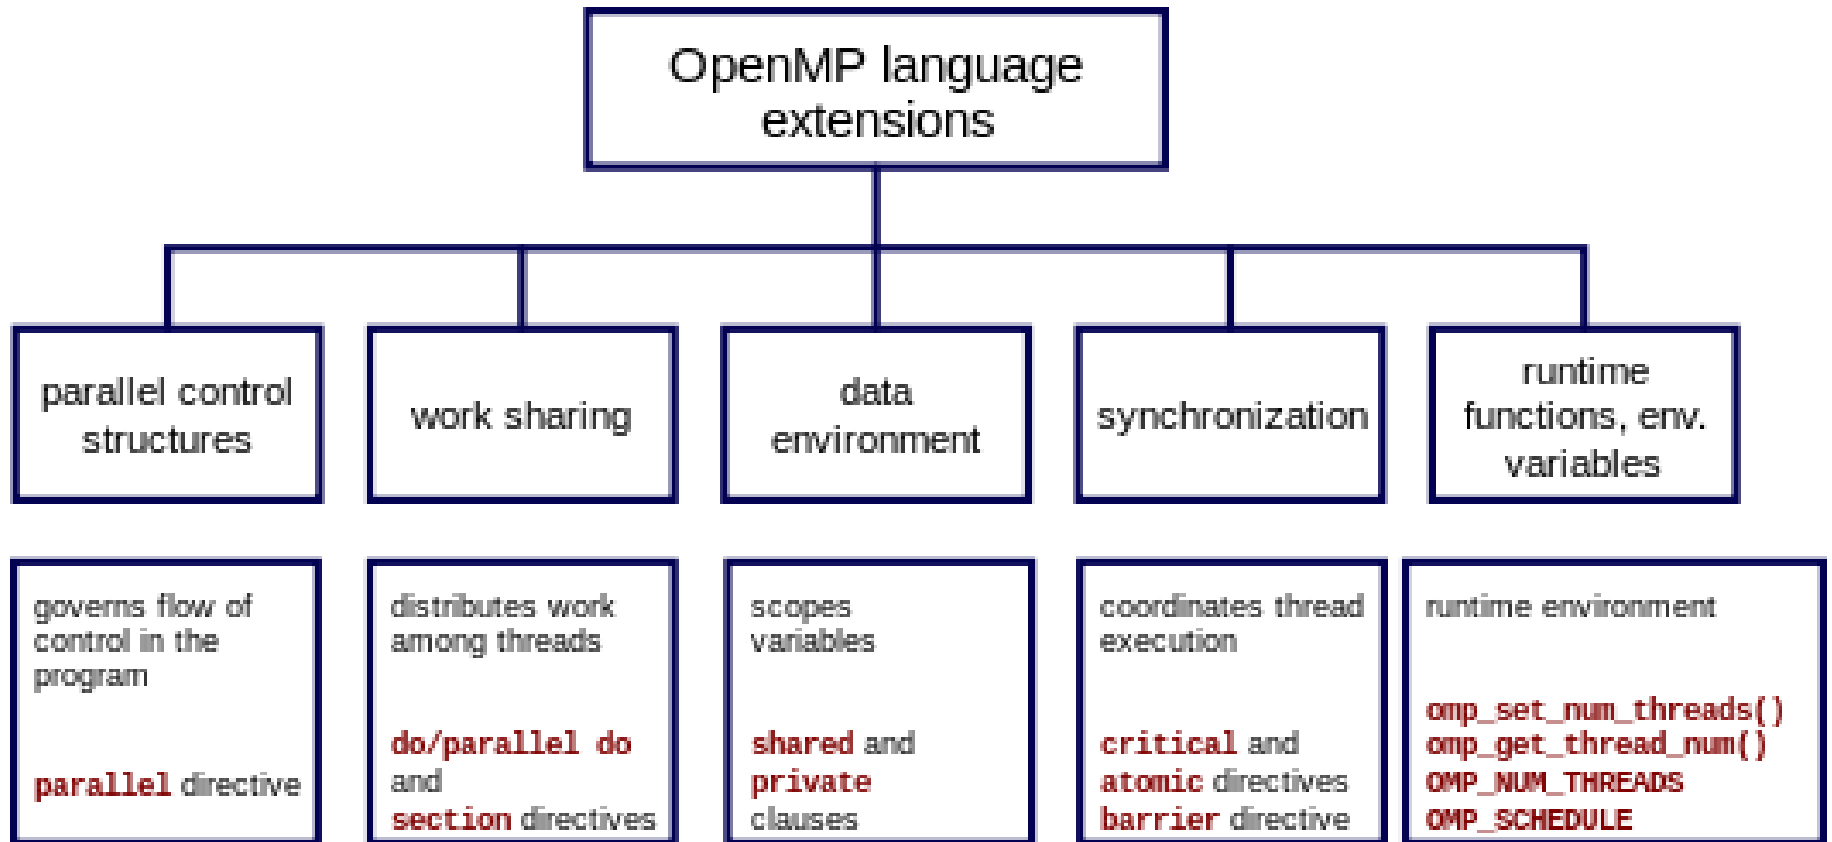 OpenMP language
extensions
parallel control
structures
work sharing
data
environment
synchronization
runtime
functions, env.
variables
governs flow of
control in the
program
parallel directive
distributes work
among threads
do/parallel do
and
section directives
scopes
variables
shared and
private
clauses
coordinates thread
execution
critical and
atomic directives
barrier directive
runtime environment
omp_set_num_threads()
omp_get_thread_num()
OMP_NUM_THREADS
OMP_SCHEDULE